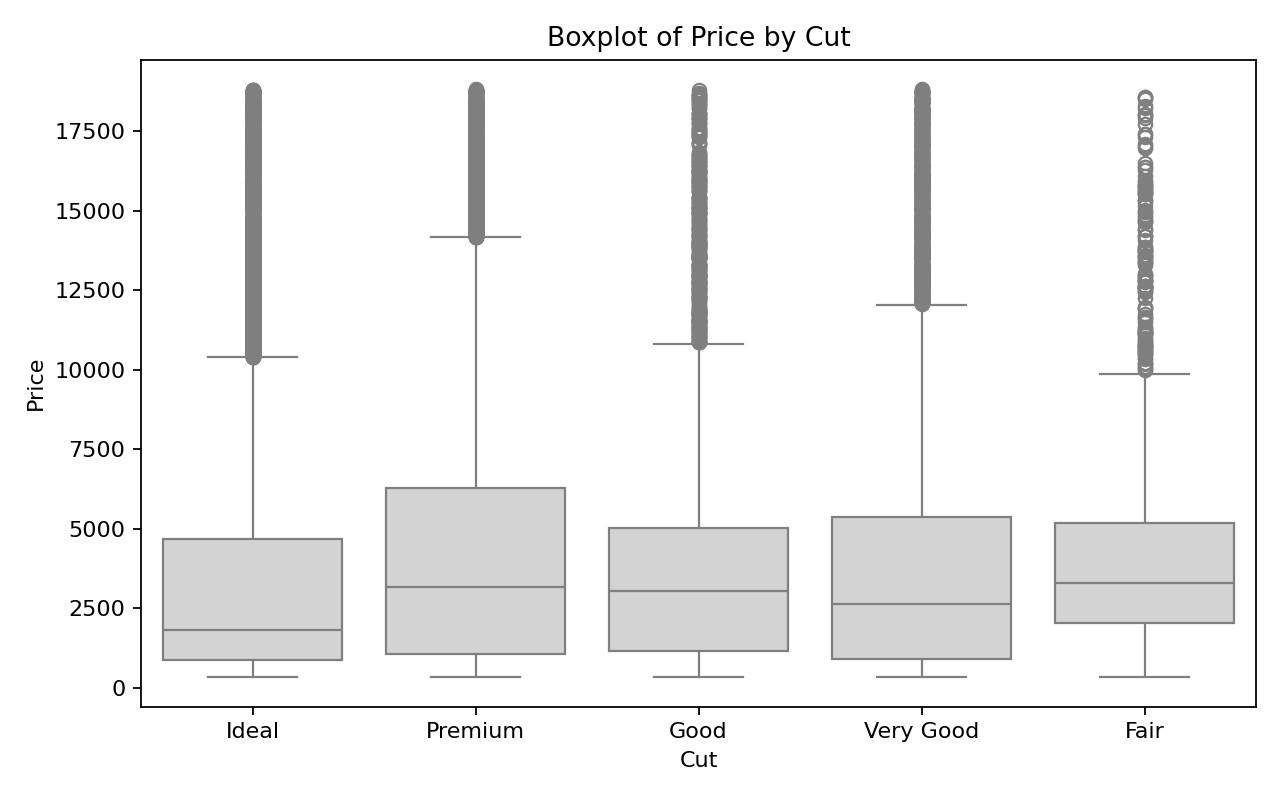 Boxplot of Price by Cut
Price
17500
15000
12500
10000
7500
5000
2500
0
Ideal Premium Good Very Good Fair
Cut